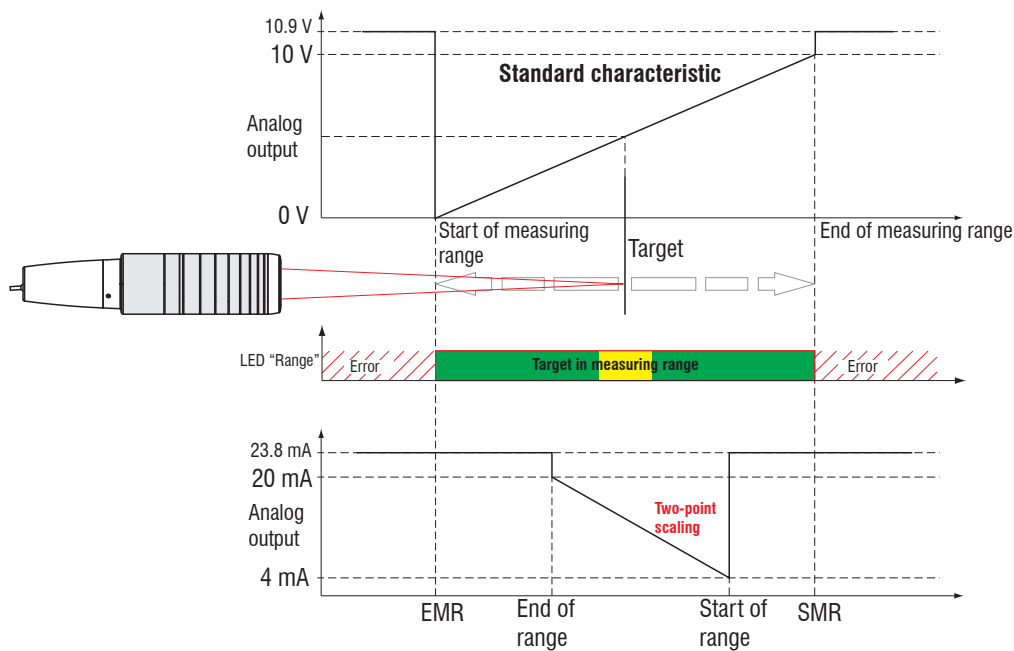 10.9 V
10 V
Standard characteristic
Analog
output
0 V
Start of measuring
range
End of measuring range
Target
LED “Range”
Error
Target in measuring range
Error
23.8 mA
20 mA
Two-point
scaling
Analog
output
4 mA
EMR
End of
range
Start of
range
SMR